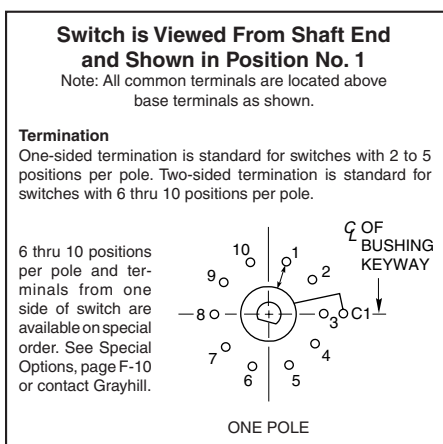 Switch is Viewed From Shaft End
and Shown in Position No. 1
Note: All common terminals are located above
base terminals as shown.
Termination
One-sided termination is standard for switches with 2 to 5
positions per pole. Two-sided termination is standard for
switches with 6 thru 10 positions per pole.
6 thru 10 positions
per pole and ter-
minals from one
side of switch are
available on special
order. See Special
Options, page F-10
or contact Grayhill.
℄ OF
BUSHING
KEYWAY
10
1
9
2
8
3
C1
7
4
6
5
ONE POLE